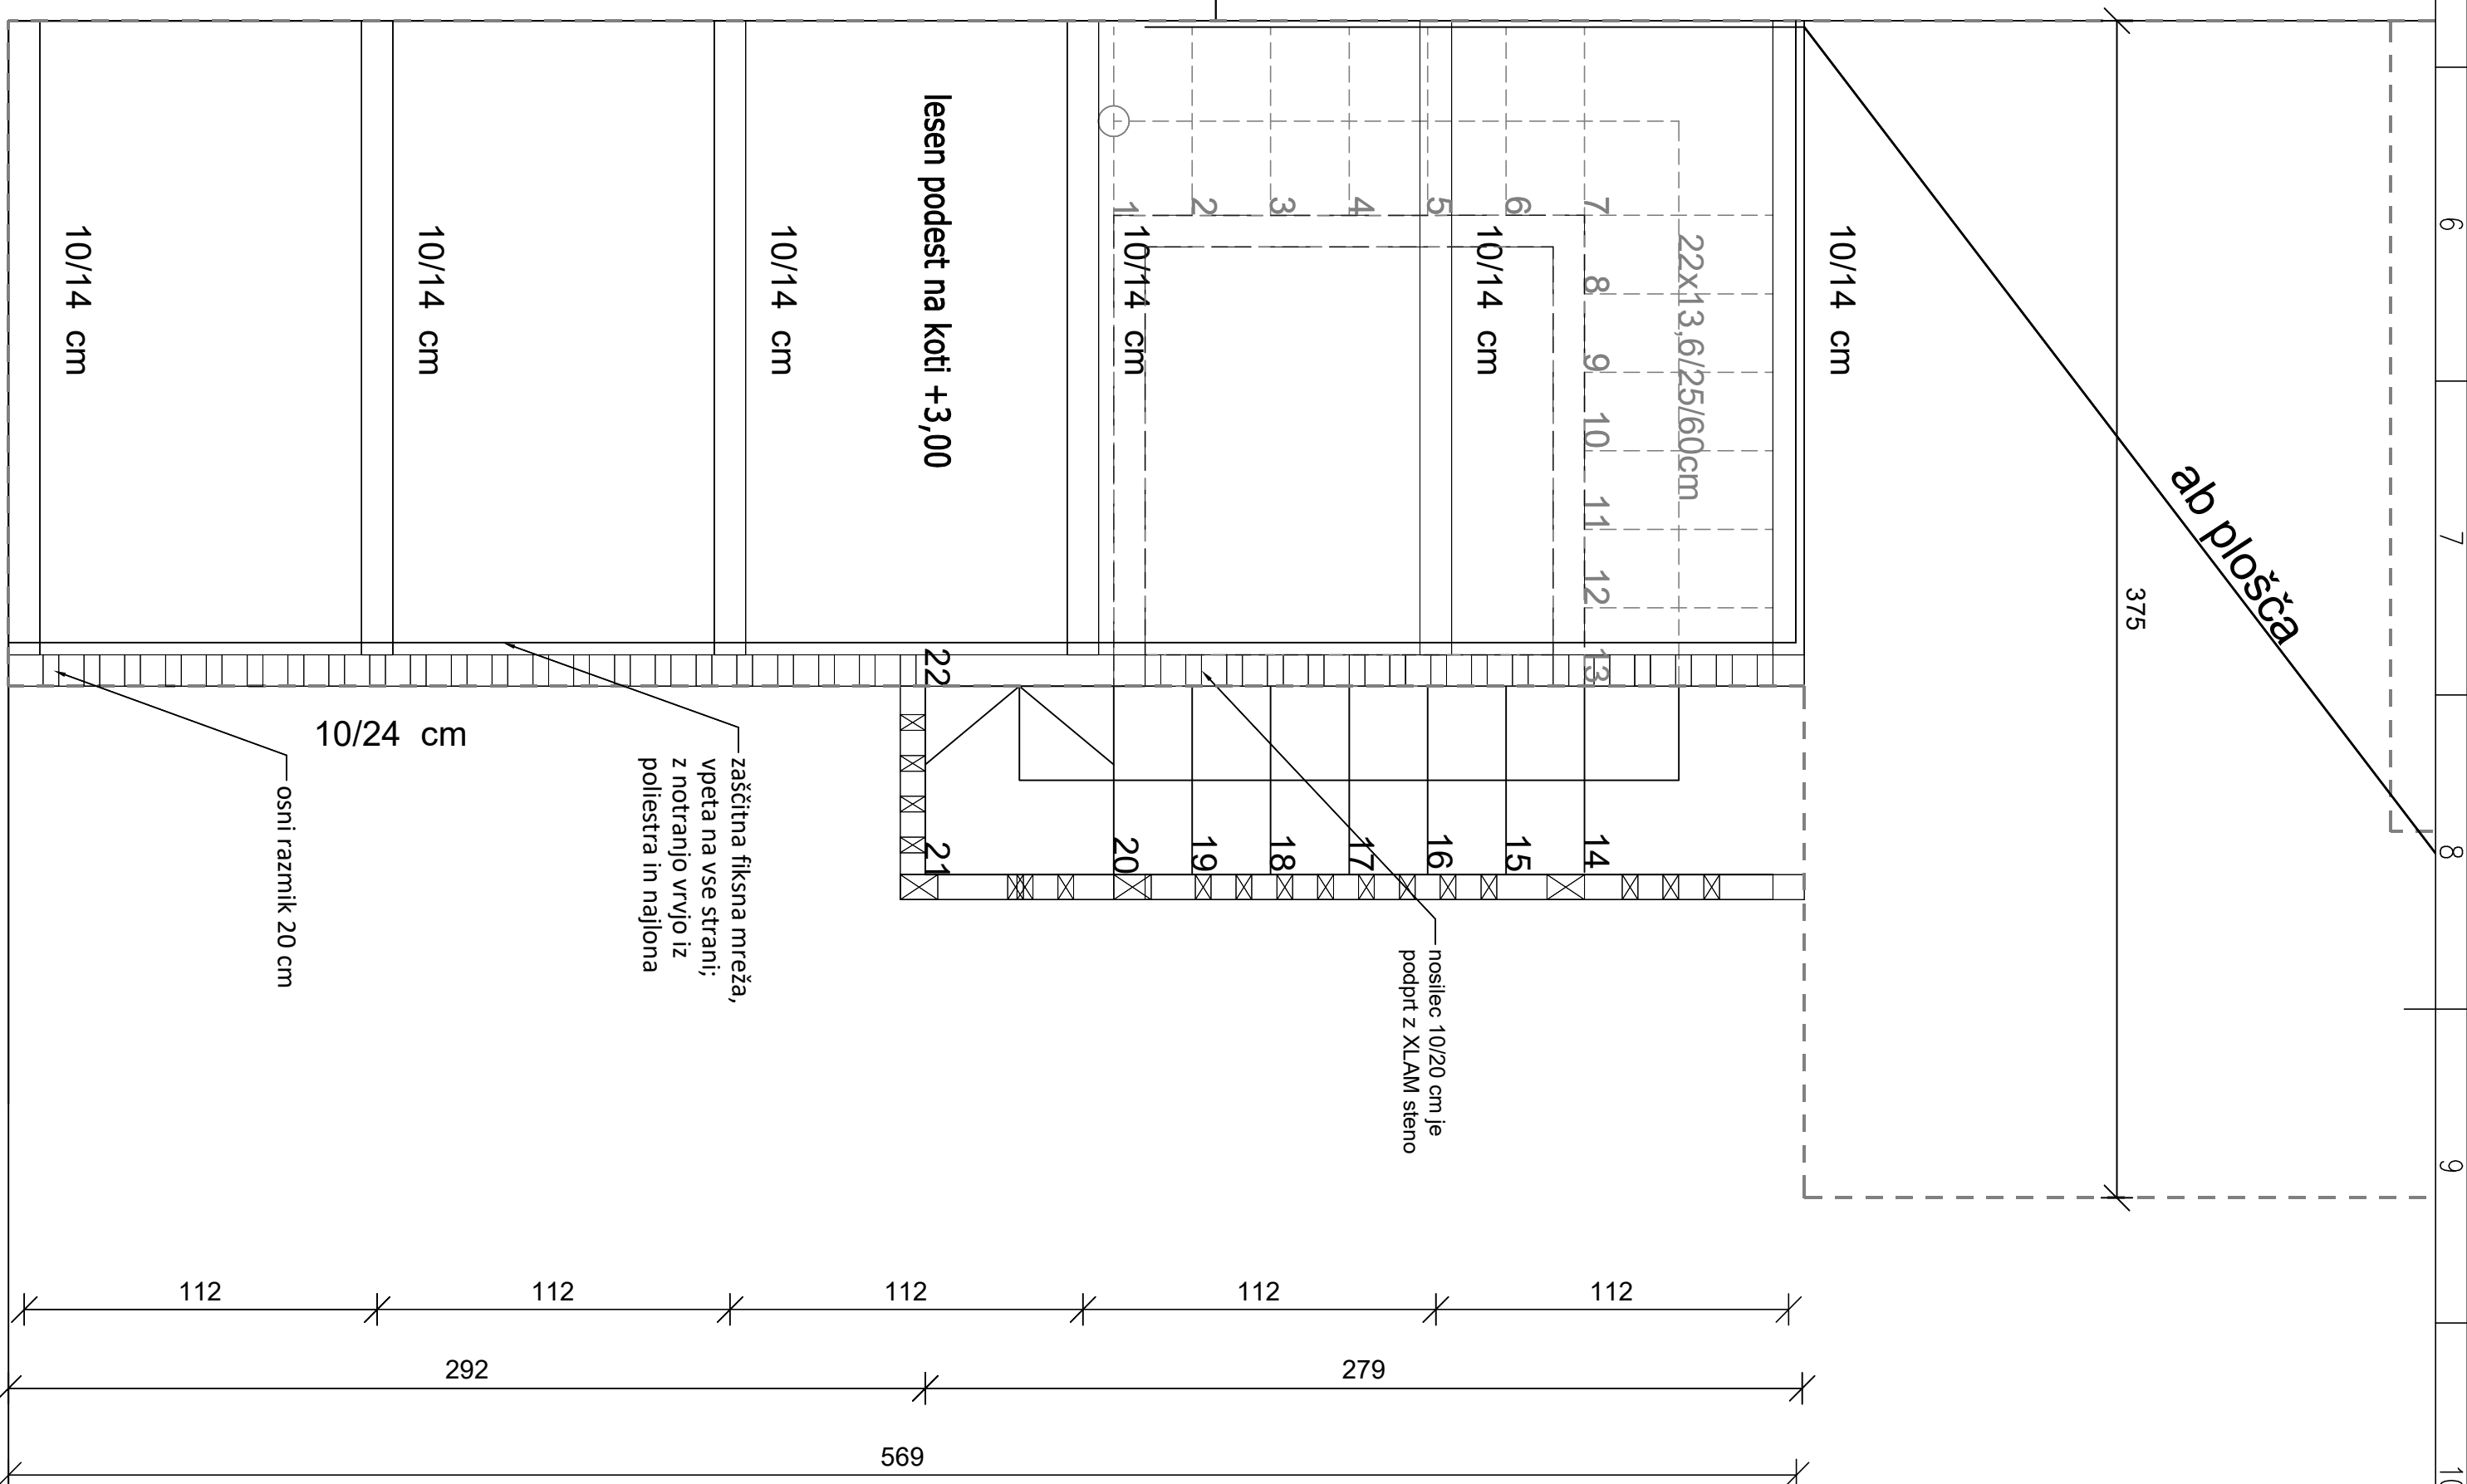 lesen podest na koti +3,00
10/14 cm
10/14 cm
10/14 cm
10/14 cm
10/14 cm
10/14 cm
22x13,6/25/60cm
1
2
3
4
5
6
7
8
9
10
11
12
13
14
15
16
17
18
19
20
21
22
ab plošča
375
6
7
8
9
10
10/24 cm
osni razmik 20 cm
zaščitna fiksna mreža,
vpeta na vse strani;
z notranjo vrvjo iz
poliestra in najlona
nosilec 10/20 cm je
podprt z XLAM steno
112
112
112
112
112
292
279
569